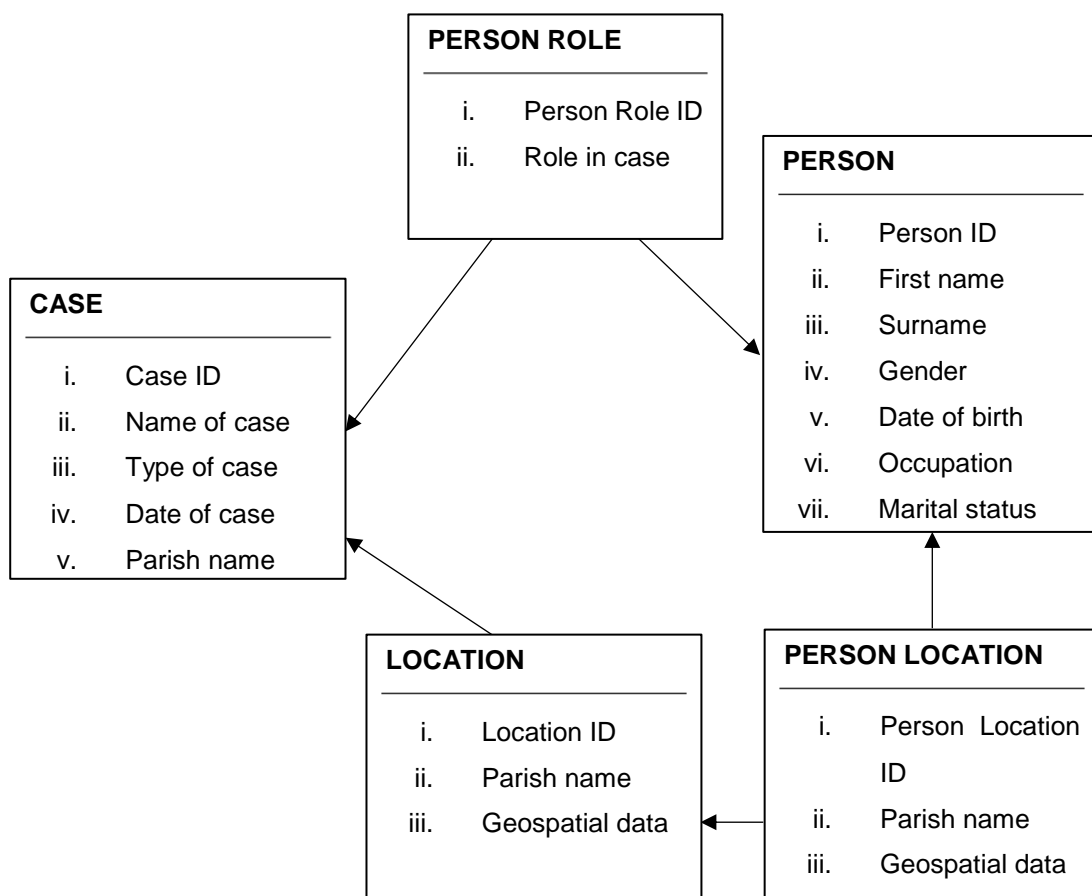 PERSON ROLE
i. Person Role ID
ii. Role in case
PERSON
i. Person ID
ii. First name
iii. Surname
iv. Gender
v. Date of birth
vi. Occupation
vii. Marital status
CASE
i. Case ID
ii. Name of case
iii. Type of case
iv. Date of case
v. Parish name
LOCATION
i. Location ID
ii. Parish name
iii. Geospatial data
PERSON LOCATION
i. Person Location
ID
ii. Parish name
iii. Geospatial data